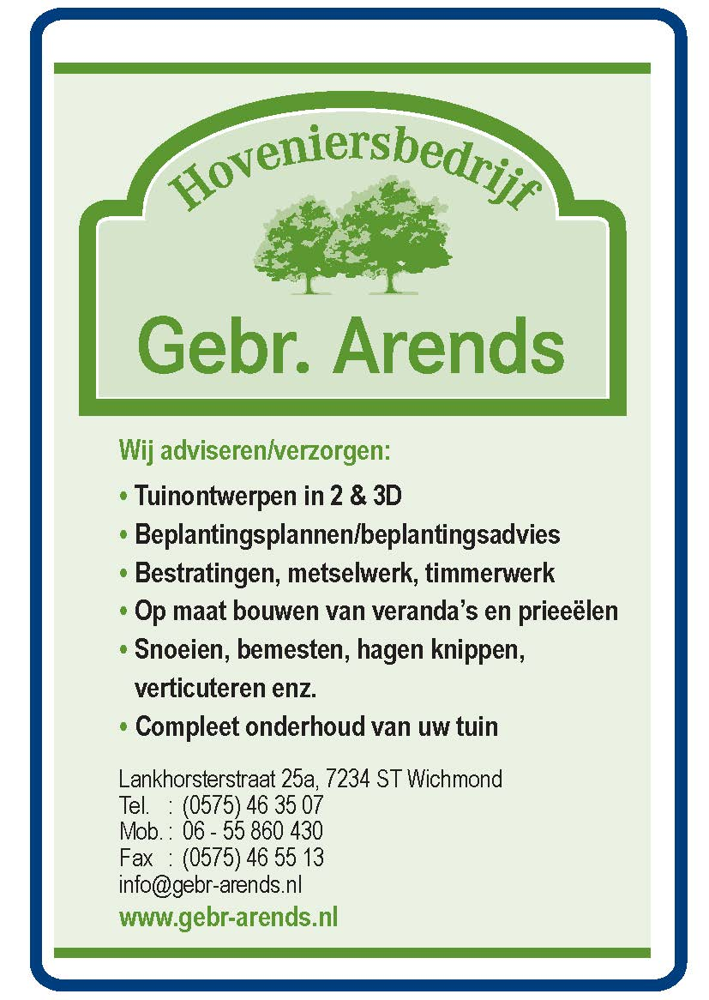 Hoveniersbedrijf
Gebr. Arends
Wij adviseren/verzorgen:
• Tuinontwerpen in 2 & 3D
• Beplantingsplannen/beplantingsadvies
• Bestratingen, metselwerk, timmerwerk
• Op maat bouwen van veranda's en prieeëlen
• Snoeien, bemesten, hagen knippen,
verticuteren enz.
• Compleet onderhoud van uw tuin
Lankhorsterstraat 25a, 7234 ST Wichmond
Tel. : (0575) 46 35 07
Mob. : 06 - 55 860 430
Fax : (0575) 46 55 13
info@gebr-arends.nl
www.gebr-arends.nl